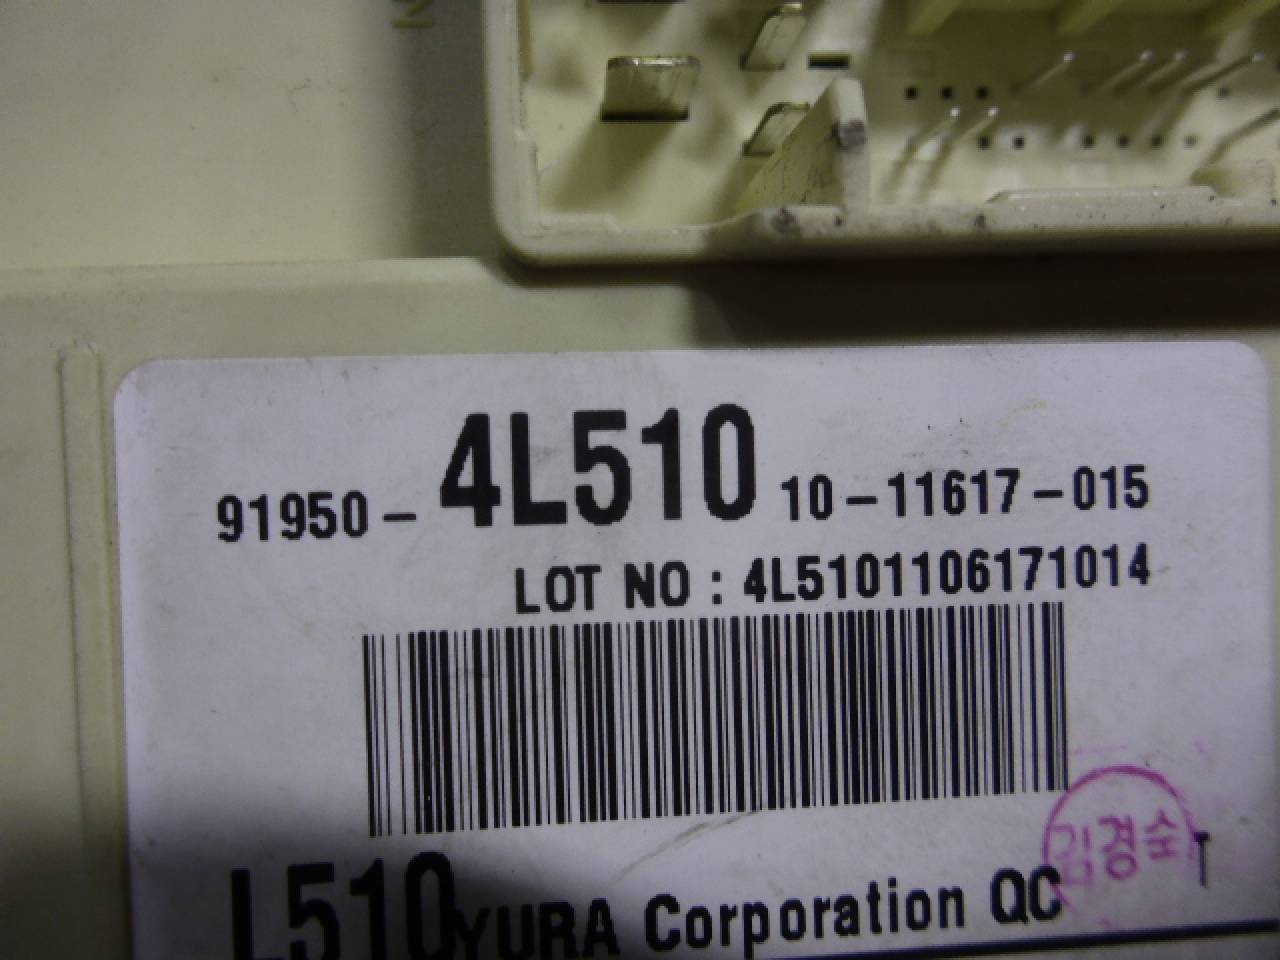 91950-4L510 10-11617-015
LOT NO : 4L5101106171014
김경숙
L510 YURA Corporation QC